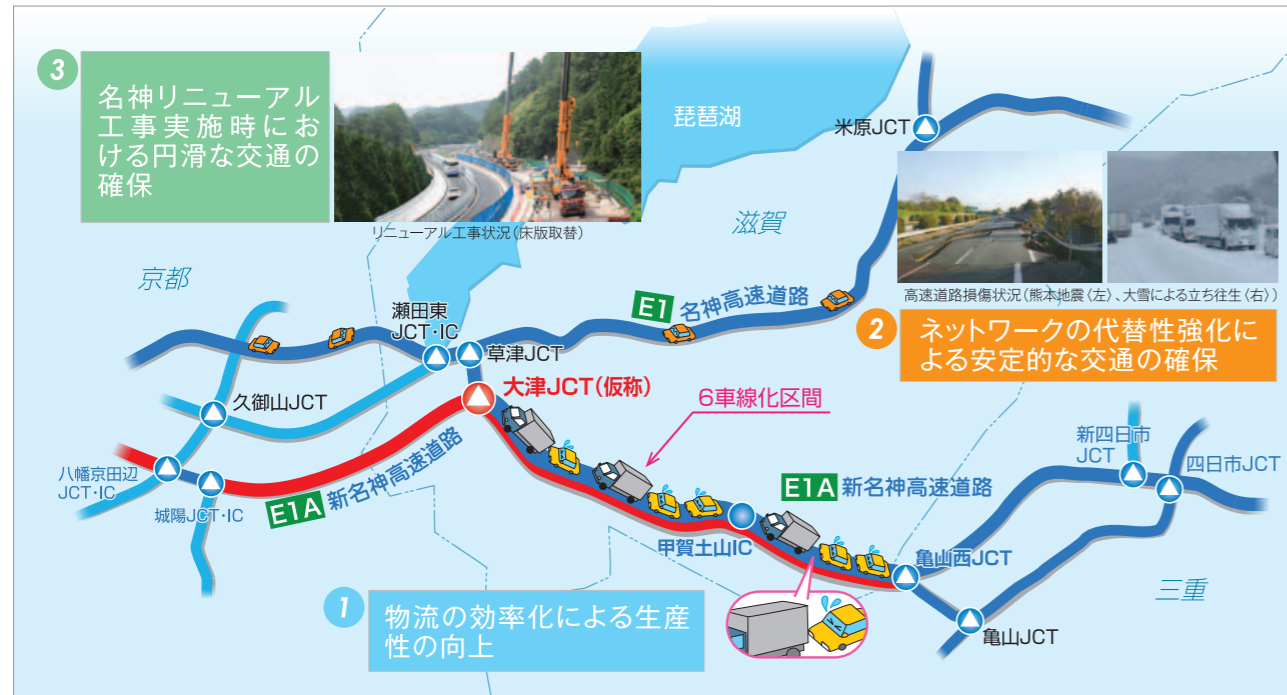 3
名神リニューアル
工事実施時にお
ける円滑な交通の
確保
リニューアル工事状況(床版取替)
琵琶湖
米原JCT
滋賀
京都
高速道路損傷状況(熊本地震〈左〉、大雪による立ち往生〈右〉)
2
ネットワークの代替性強化に
よる安定的な交通の確保
E1 名神高速道路
瀬田東
JCT・IC
草津JCT
大津JCT(仮称)
6車線化区間
久御山JCT
八幡京田辺
JCT・IC
城陽JCT・IC
E1A 新名神高速道路
E1A 新名神高速道路
新四日市
JCT
四日市JCT
甲賀土山IC
亀山西JCT
三重
亀山JCT
1
物流の効率化による生産
性の向上